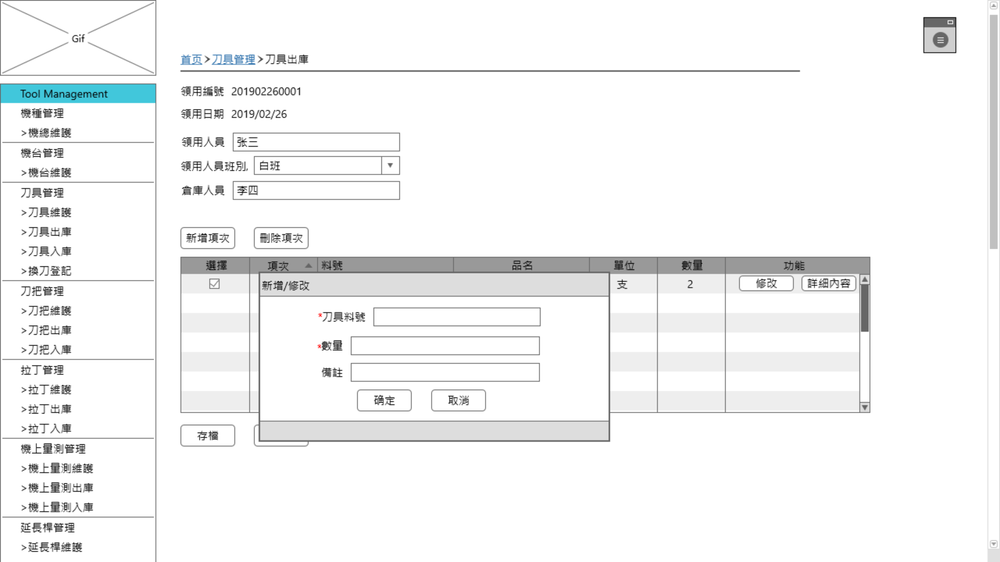 Gif
Tool Management
機種管理
>機總維護
機台管理
>機台維護
刀具管理
>刀具維護
>刀具出庫
>刀具入庫
>換刀登記
刀把管理
>刀把維護
>刀把出庫
>刀把入庫
拉丁管理
>拉丁維護
>拉丁出庫
>拉丁入庫
機上量測管理
>機上量測維護
>機上量測出庫
>機上量測入庫
延長桿管理
>延長桿維護
首页>刀具管理>刀具出庫
領用編號 201902260001
領用日期 2019/02/26
領用人員 张三
領用人員班別, 白班
倉庫人員 李四
新增項次 刪除項次
選擇 項次 料號 品名 單位 數量 功能
支 2 修改 詳細內容
新增/修改
*刀具料號
*數量
備註
确定 取消
存檔